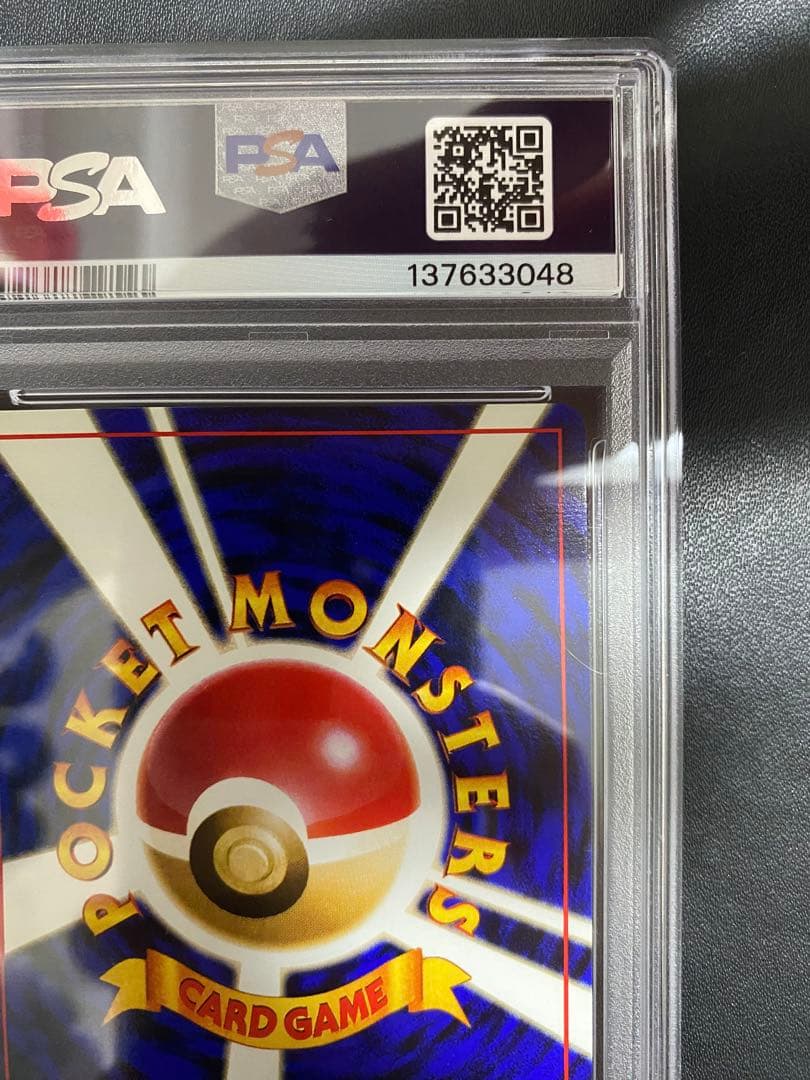 PSA
PSA
137633048
POCKET MONSTERS
CARD GAME